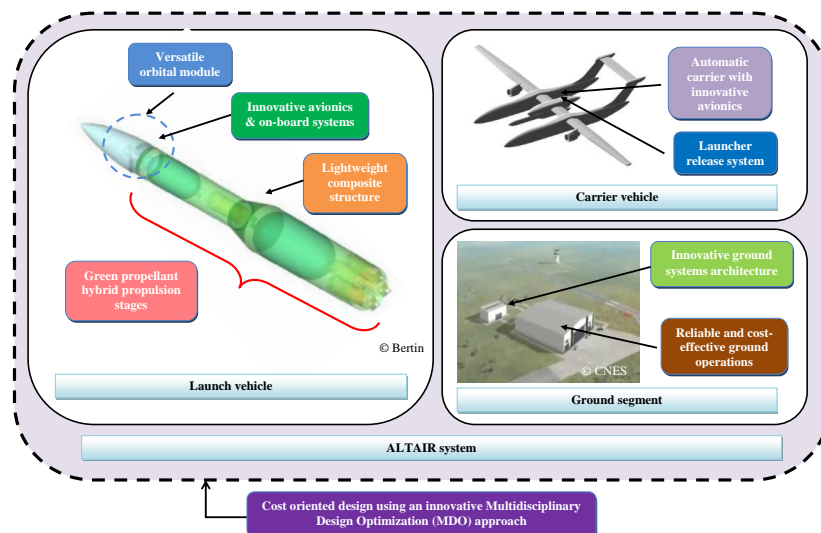 Versatile
orbital module
Innovative avionics
& on-board systems
Lightweight
composite
structure
Green propellant
hybrid propulsion
stages
© Bertin
Launch vehicle
Automatic
carrier with
innovative
avionics
Launcher
release system
Carrier vehicle
Innovative ground
systems architecture
Reliable and cost-
effective ground
operations
© CNES
Ground segment
ALTAIR system
Cost oriented design using an innovative Multidisciplinary
Design Optimization (MDO) approach